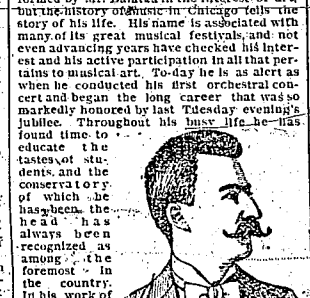 but the history of music in Chicago tells the
story of his life. His name is associated with
many of its great musical festivals, and not
even advancing years have checked his inter-
est and his active participation in all that per-
tains to musical art. To-day he is as alert as
when he conducted his first orchestral con-
cert and began the long career that was so
markedly honored by last Tuesday evening's
jubilee. Throughout his busy life he has
found time to
educate the
tastes of stu-
dents, and the
conservatory
of which he
has been the
head has
always been
recognized as
among the
foremost in
the country.
In his work of